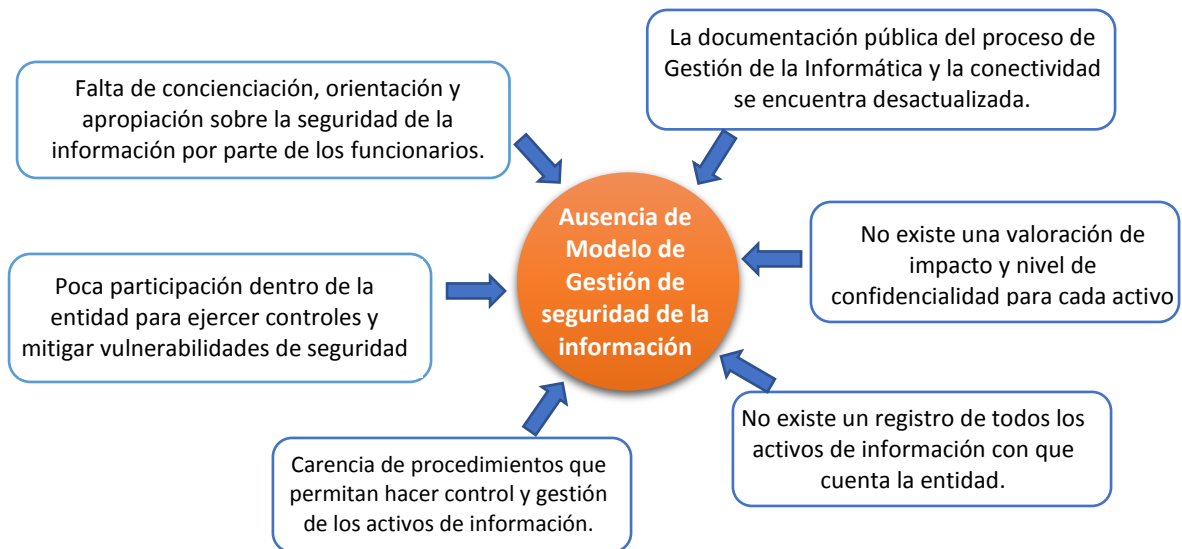 La documentación pública del proceso de
Gestión de la Informática y la conectividad
se encuentra desactualizada.
Falta de concienciación, orientación y
apropiación sobre la seguridad de la
información por parte de los funcionarios.
Ausencia de
Modelo de
Gestión de
seguridad de la
información
No existe una valoración de
impacto y nivel de
confidencialidad para cada activo
Poca participación dentro de la
entidad para ejercer controles y
mitigar vulnerabilidades de seguridad
No existe un registro de todos los
activos de información con que
cuenta la entidad.
Carencia de procedimientos que
permitan hacer control y gestión
de los activos de información.